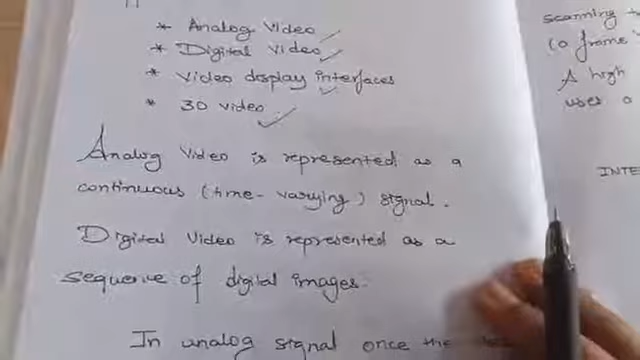 * Analog Video
* Digital Video
* Video display interfaces
* 3D video
Analog Video is represented as a
continuous (time-varying) signal.
Digital Video is represented as a
sequence of digital images.
In analog signal once the
scanning
(o frame
A high
uses a
INTE